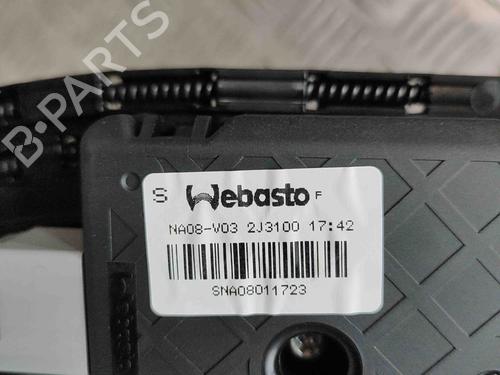 B-PARTS
S Webasto F
NA08-V03 2J3100 17:42
SNA08011723